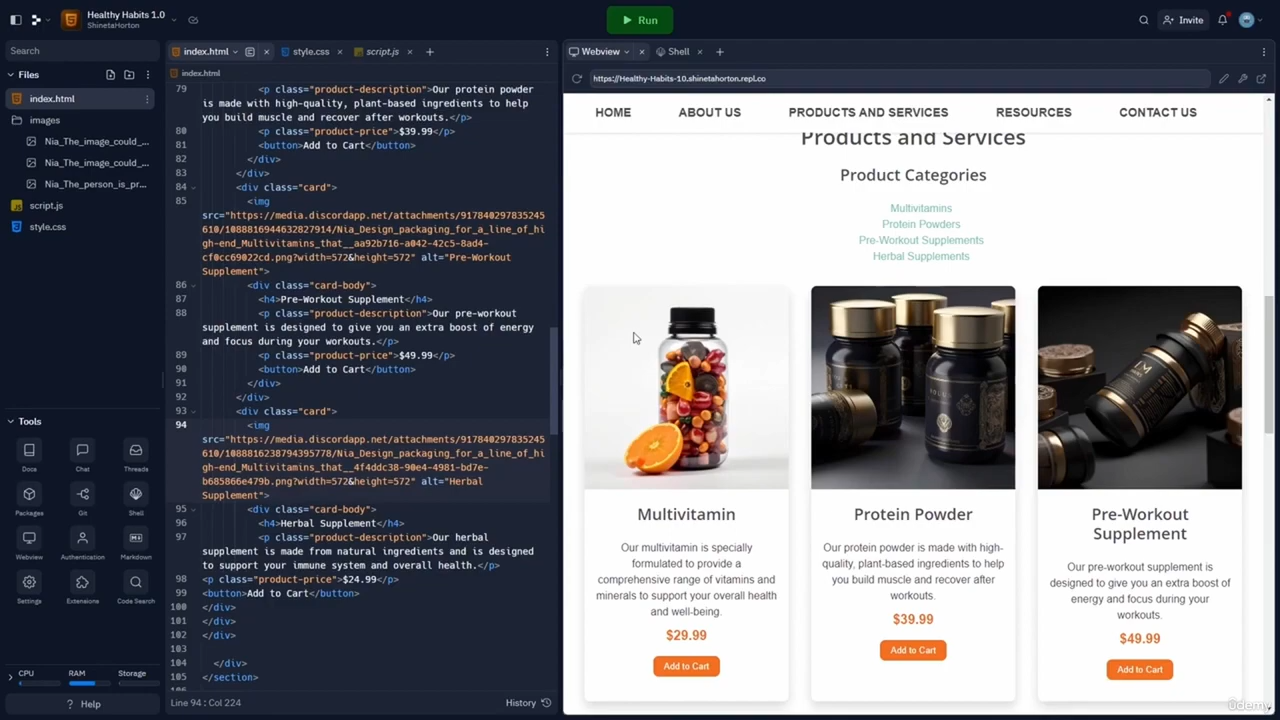 Healthy Habits 1.0
ShinetaHorton
Run
Invite
Search
Files
index.html
images
Nia_The_image_could_...
Nia_The_image_could_...
Nia_The_person_is_pr...
script.js
style.css
Tools
Docs
Chat
Threads
Packages
Git
Shell
Webview
Authentication
Markdown
Settings
Extensions
Code Search
CPU
RAM
Storage
Help
index.html
style.css
script.js
index.html
79 <p class="product-description">Our protein powder
is made with high-quality, plant-based ingredients to help
you build muscle and recover after workouts.</p>
80 <p class="product-price">$39.99</p>
81 <button>Add to Cart</button>
82 </div>
83 </div>
84 <div class="card">
85 <img
src="https://media.discordapp.net/attachments/917840297835245
610/1088816944632827914/Nia_Design_packaging_for_a_line_of_hi
gh-end_Multivitamins_that__aa92b716-a042-42c5-8ad4-
cf0cc69022cd.png?width=572&height=572" alt="Pre-Workout
Supplement">
86 <div class="card-body">
87 <h4>Pre-Workout Supplement</h4>
88 <p class="product-description">Our pre-workout
supplement is designed to give you an extra boost of energy
and focus during your workouts.</p>
89 <p class="product-price">$49.99</p>
90 <button>Add to Cart</button>
91 </div>
92 </div>
93 <div class="card">
94 <img
src="https://media.discordapp.net/attachments/917840297835245
610/1088816238794395778/Nia_Design_packaging_for_a_line_of_hi
gh-end_Multivitamins_that__4f4ddc38-90e4-4981-bd7e-
b685866e479b.png?width=572&height=572" alt="Herbal
Supplement">
95 <div class="card-body">
96 <h4>Herbal Supplement</h4>
97 <p class="product-description">Our herbal
supplement is made from natural ingredients and is designed
to support your immune system and overall health.</p>
98 <p class="product-price">$24.99</p>
99 <button>Add to Cart</button>
100 </div>
101 </div>
102 </div>
103
104 </div>
105 </section>
Line 94 : Col 224
History
Webview
Shell
https://Healthy-Habits-10.shinetahorton.repl.co
HOME ABOUT US PRODUCTS AND SERVICES RESOURCES CONTACT US
Products and Services
Product Categories
Multivitamins
Protein Powders
Pre-Workout Supplements
Herbal Supplements
Multivitamin
Our multivitamin is specially
formulated to provide a
comprehensive range of vitamins and
minerals to support your overall health
and well-being.
$29.99
Add to Cart
Protein Powder
Our protein powder is made with high-
quality, plant-based ingredients to help
you build muscle and recover after
workouts.
$39.99
Add to Cart
Pre-Workout
Supplement
Our pre-workout supplement is
designed to give you an extra boost of
energy and focus during your
workouts.
$49.99
Add to Cart
ûdemy